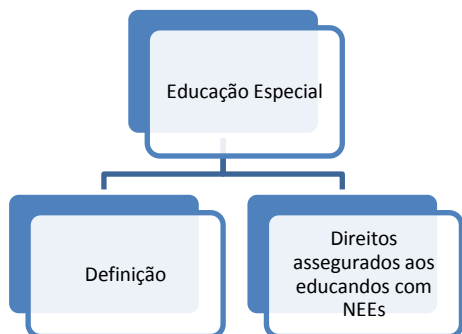 Educação Especial
Definição
Direitos
assegurados aos
educandos com
NEEs